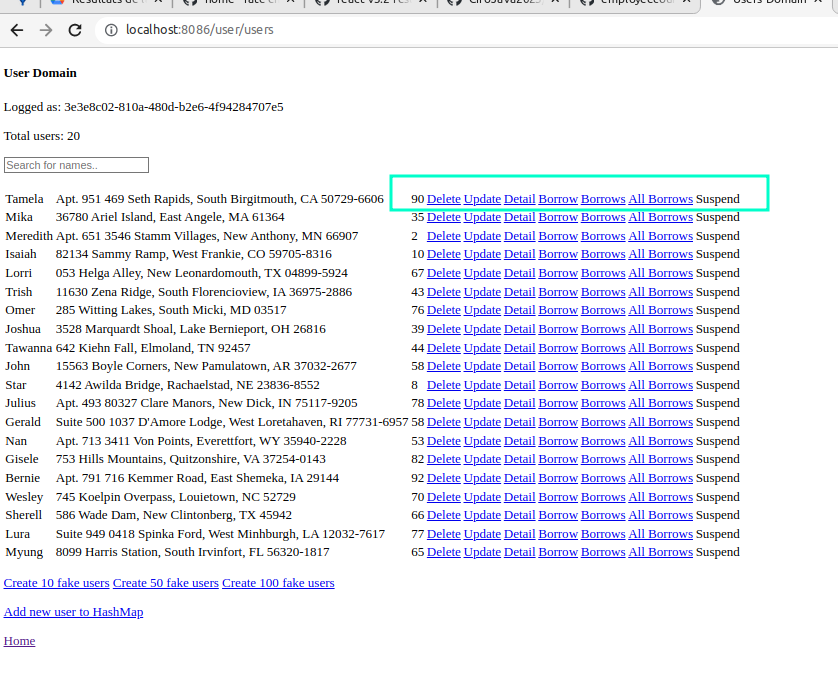 localhost:8086/user/users
User Domain
Logged as: 3e3e8c02-810a-480d-b2e6-4f94284707e5
Total users: 20
Search for names..
Tamela Apt. 951 469 Seth Rapids, South Birgitmouth, CA 50729-6606 90 Delete Update Detail Borrow Borrows All Borrows Suspend
Mika 36780 Ariel Island, East Angele, MA 61364 35 Delete Update Detail Borrow Borrows All Borrows Suspend
Meredith Apt. 651 3546 Stamm Villages, New Anthony, MN 66907 2 Delete Update Detail Borrow Borrows All Borrows Suspend
Isaiah 82134 Sammy Ramp, West Frankie, CO 59705-8316 10 Delete Update Detail Borrow Borrows All Borrows Suspend
Lorri 053 Helga Alley, New Leonardomouth, TX 04899-5924 67 Delete Update Detail Borrow Borrows All Borrows Suspend
Trish 11630 Zena Ridge, South Florencioview, IA 36975-2886 43 Delete Update Detail Borrow Borrows All Borrows Suspend
Omer 285 Witting Lakes, South Micki, MD 03517 76 Delete Update Detail Borrow Borrows All Borrows Suspend
Joshua 3528 Marquardt Shoal, Lake Bernieport, OH 26816 39 Delete Update Detail Borrow Borrows All Borrows Suspend
Tawanna 642 Kiehn Fall, Elmoland, TN 92457 44 Delete Update Detail Borrow Borrows All Borrows Suspend
John 15563 Boyle Corners, New Pamulatown, AR 37032-2677 58 Delete Update Detail Borrow Borrows All Borrows Suspend
Star 4142 Awilda Bridge, Rachaelstad, NE 23836-8552 8 Delete Update Detail Borrow Borrows All Borrows Suspend
Julius Apt. 493 80327 Clare Manors, New Dick, IN 75117-9205 78 Delete Update Detail Borrow Borrows All Borrows Suspend
Gerald Suite 500 1037 D'Amore Lodge, West Loretahaven, RI 77731-6957 58 Delete Update Detail Borrow Borrows All Borrows Suspend
Nan Apt. 713 3411 Von Points, Everettfort, WY 35940-2228 53 Delete Update Detail Borrow Borrows All Borrows Suspend
Gisele 753 Hills Mountains, Quitzonshire, VA 37254-0143 82 Delete Update Detail Borrow Borrows All Borrows Suspend
Bernie Apt. 791 716 Kemmer Road, East Shemeka, IA 29144 92 Delete Update Detail Borrow Borrows All Borrows Suspend
Wesley 745 Koelpin Overpass, Louietown, NC 52729 70 Delete Update Detail Borrow Borrows All Borrows Suspend
Sherell 586 Wade Dam, New Clintonberg, TX 45942 66 Delete Update Detail Borrow Borrows All Borrows Suspend
Lura Suite 949 0418 Spinka Ford, West Minhburgh, LA 12032-7617 77 Delete Update Detail Borrow Borrows All Borrows Suspend
Myung 8099 Harris Station, South Irvinfort, FL 56320-1817 65 Delete Update Detail Borrow Borrows All Borrows Suspend
Create 10 fake users Create 50 fake users Create 100 fake users
Add new user to HashMap
Home